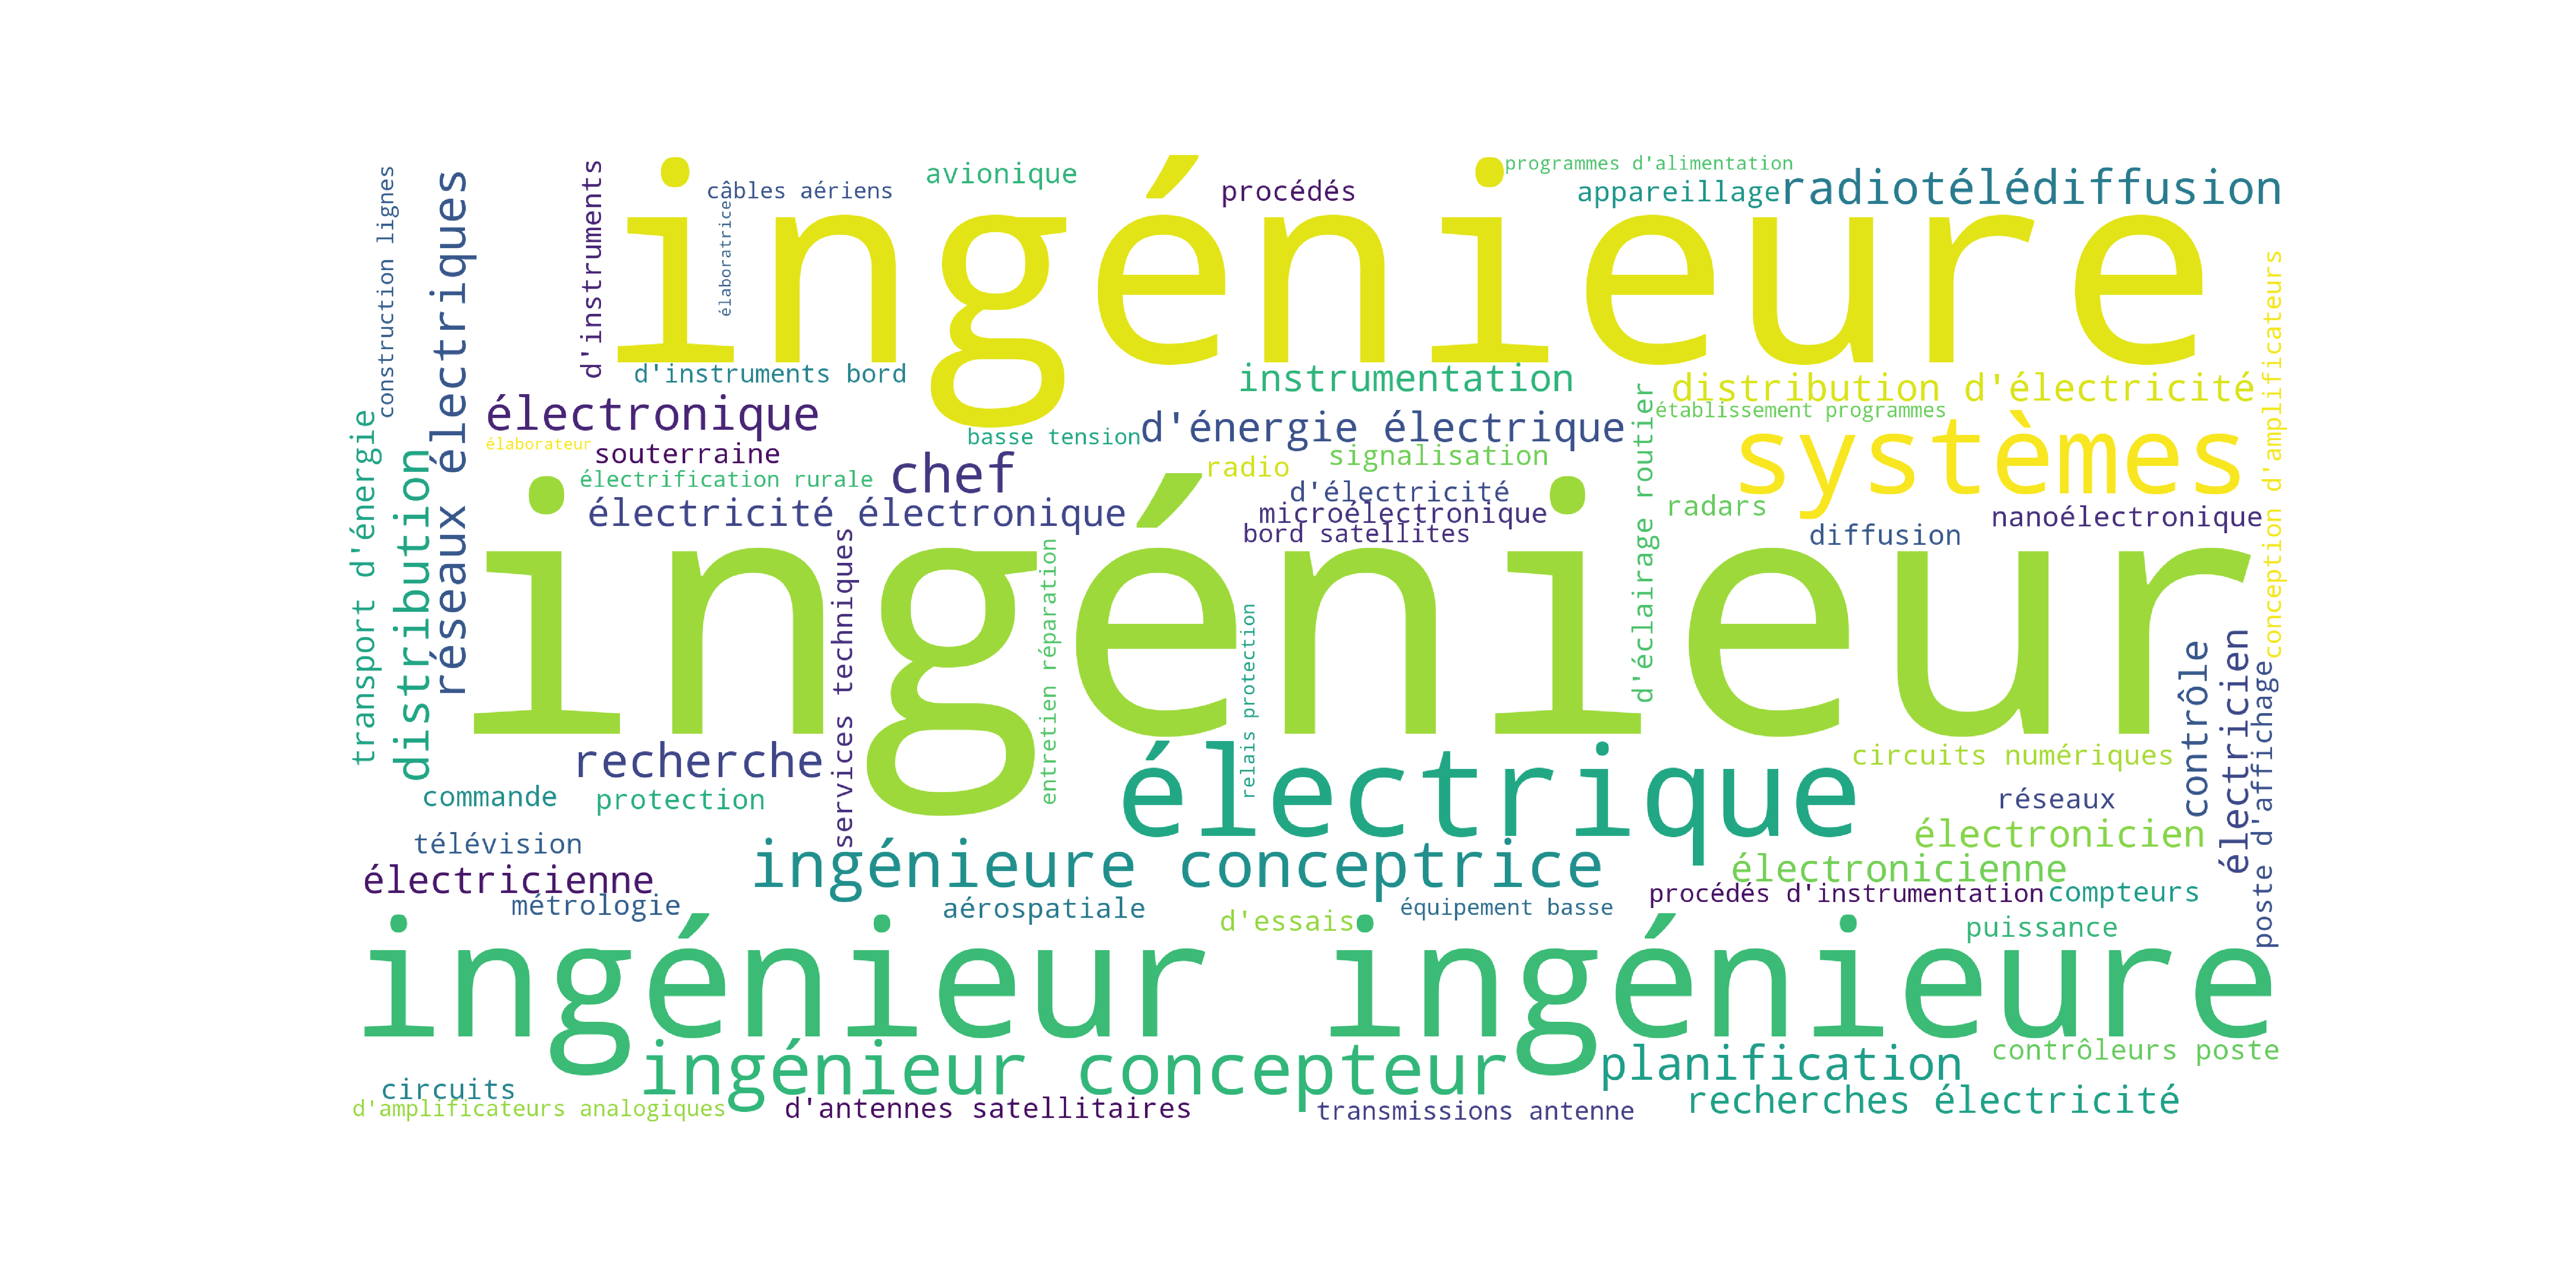 programmes d'alimentation
ingénieure
avionique
câbles aériens
procédés
appareillage
radiotélédiffusion
construction lignes
réseaux électriques
d'instruments
élaboratrice
d'instruments bord
instrumentation
distribution d'électricité
conception d'amplificateurs
électronique
d'énergie électrique
établissement programmes
élaborateur
basse tension
systèmes
souterraine
chef
radio
signalisation
d'éclairage routier
électrification rurale
d'électricité
radars
transport d'énergie
distribution
électricité électronique
microélectronique
nanoélectronique
bord satellites
diffusion
ingénieur
services techniques
entretien réparation
relais protection
contrôle
électricien
poste d'affichage
recherche
électrique
circuits numériques
commande
protection
réseaux
télévision
électronicien
ingénieure conceptrice
électronicienne
électricienne
procédés d'instrumentation
compteurs
métrologie
aérospatiale
d'essais
équipement basse
puissance
ingénieur ingénieure
ingénieur concepteur
planification
contrôleurs poste
circuits
recherches électricité
d'amplificateurs analogiques
d'antennes satellitaires
transmissions antenne